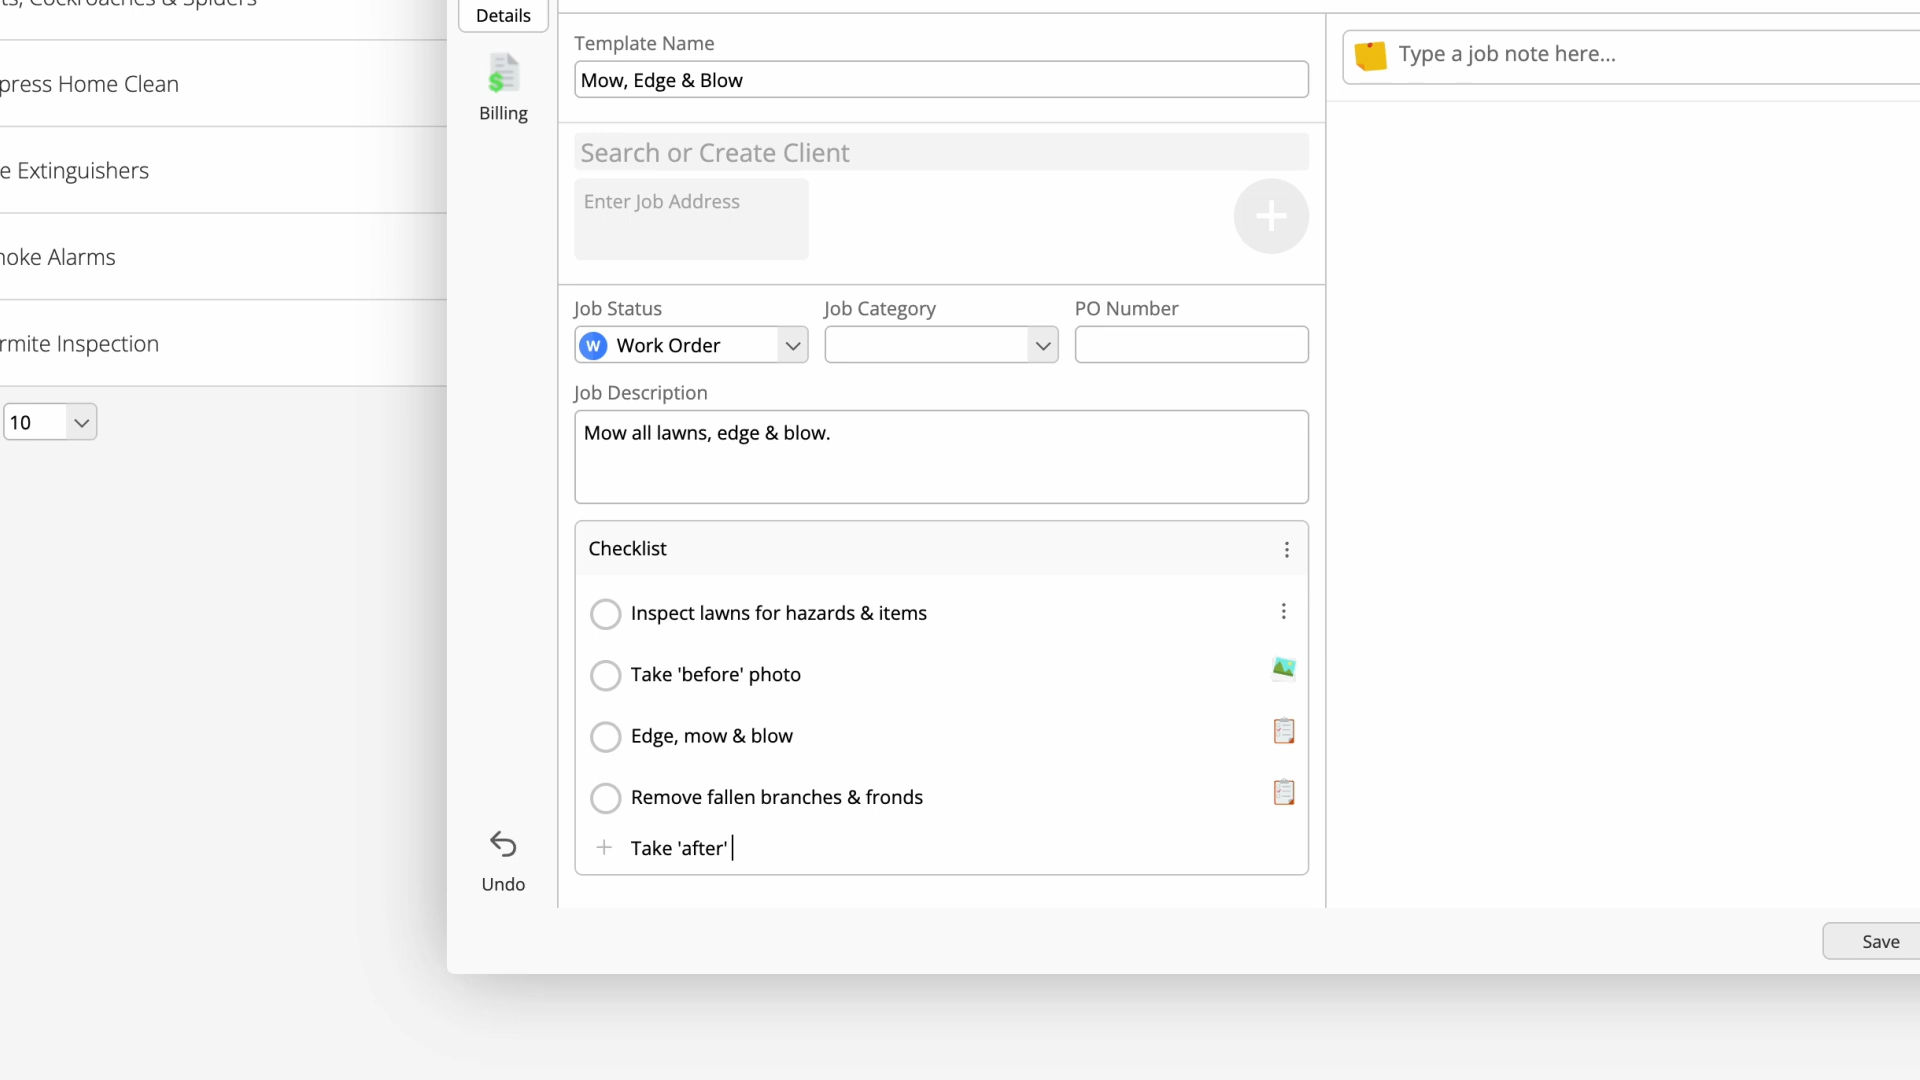 Details
Billing
Undo
press Home Clean
e Extinguishers
noke Alarms
rmite Inspection
10
Template Name
Mow, Edge & Blow
Search or Create Client
Enter Job Address
Job Status
Job Category
PO Number
W Work Order
Job Description
Mow all lawns, edge & blow.
Checklist
Inspect lawns for hazards & items
Take 'before' photo
Edge, mow & blow
Remove fallen branches & fronds
Take 'after'
Type a job note here...
Save